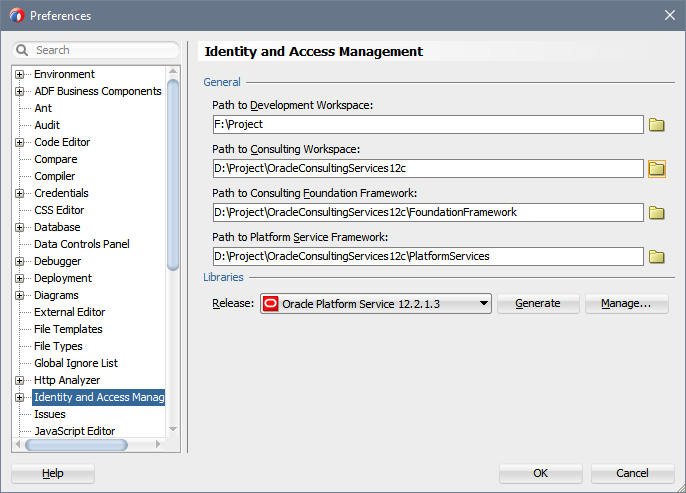 Preferences
Search
Environment
ADF Business Components
Ant
Audit
Code Editor
Compare
Compiler
Credentials
CSS Editor
Database
Data Controls Panel
Debugger
Deployment
Diagrams
External Editor
File Templates
File Types
Global Ignore List
Http Analyzer
Identity and Access Manag
Issues
JavaScript Editor
Identity and Access Management
General
Path to Development Workspace:
F:\Project
Path to Consulting Workspace:
D:\Project\OracleConsultingServices12c
Path to Consulting Foundation Framework:
D:\Project\OracleConsultingServices12c\FoundationFramework
Path to Platform Service Framework:
D:\Project\OracleConsultingServices12c\PlatformServices
Libraries
Release: Oracle Platform Service 12.2.1.3 Generate Manage...
Help OK Cancel